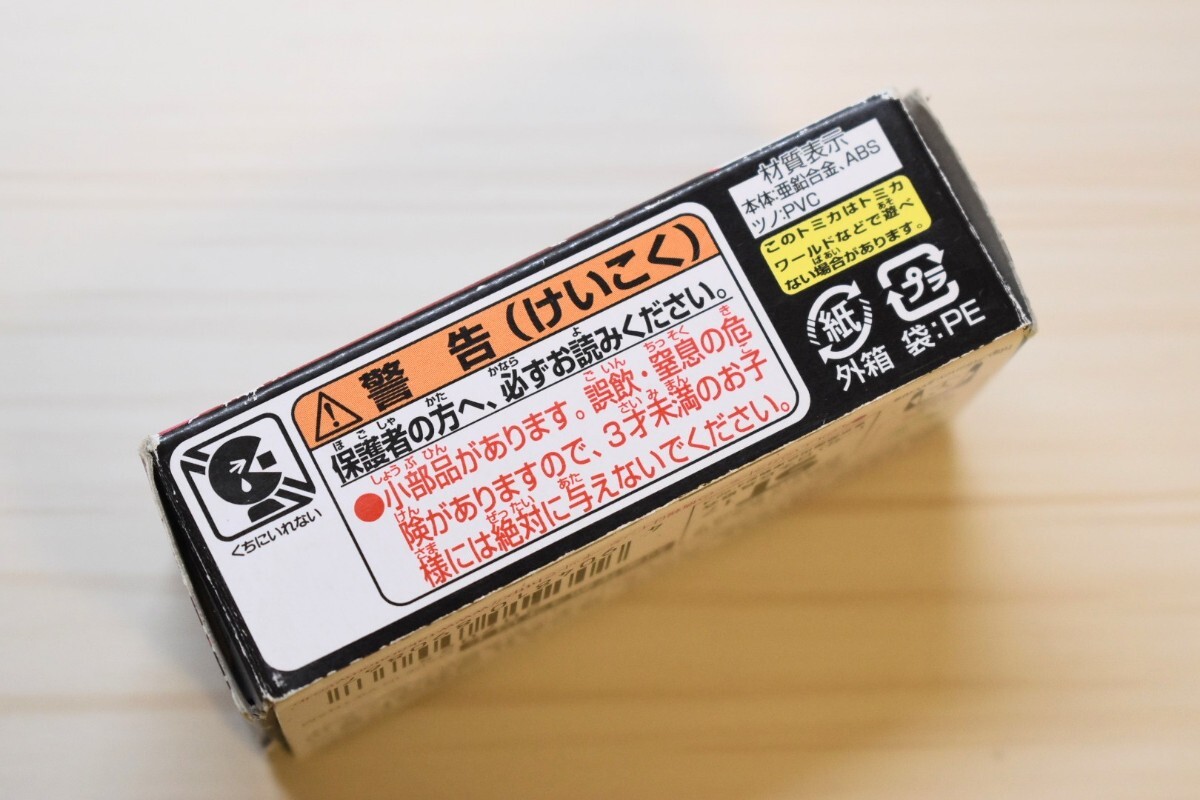 警告(けいこく)
保護者の方へ、必ずお読みください。
●小部品があります。誤飲・窒息の危
険がありますので、3才未満のお子
様には絶対に与えないでください。
くちにいれない
材質表示
本体:亜鉛合金、ABS
ツノ:PVC
このトミカはトミカ
ワールドなどで遊べ
ない場合があります。
紙
外箱
プラ
袋:PE